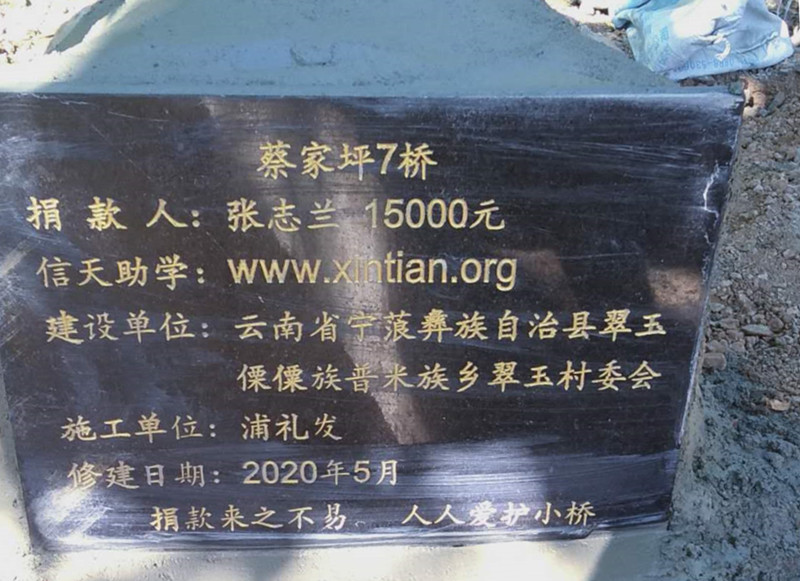 蔡家坪7桥
捐款人：张志兰 15000元
信天助学：www.xintian.org
建设单位：云南省宁蒗彝族自治县翠玉
傈僳族普米族乡翠玉村委会
施工单位：浦礼发
修建日期：2020年5月
捐款来之不易 人人爱护小桥